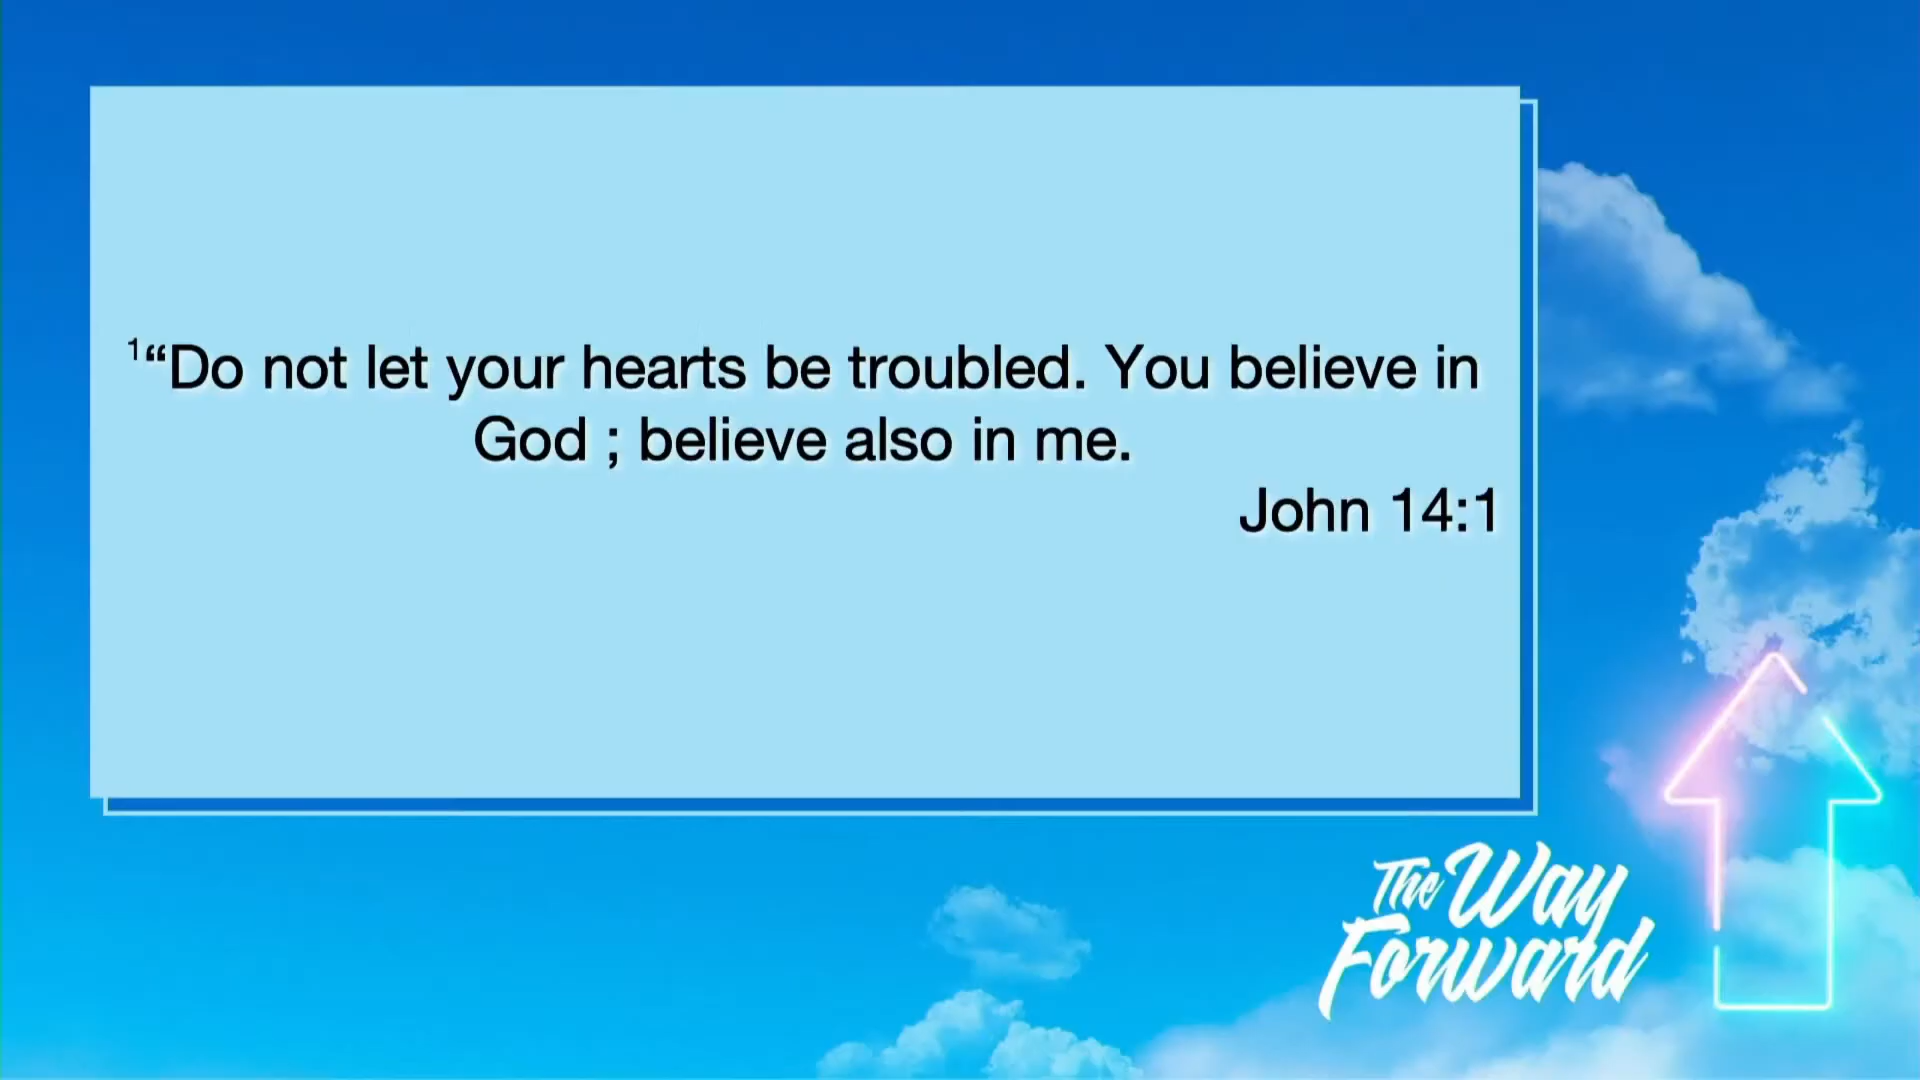 1“Do not let your hearts be troubled. You believe in
God ; believe also in me.
John 14:1
The Way
Forward